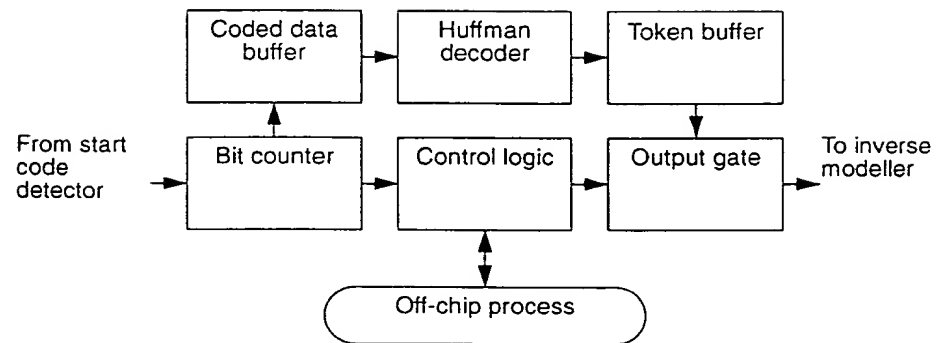 Coded data
buffer
Huffman
decoder
Token buffer
From start
code
detector
Bit counter
Control logic
Output gate
To inverse
modeller
Off-chip process